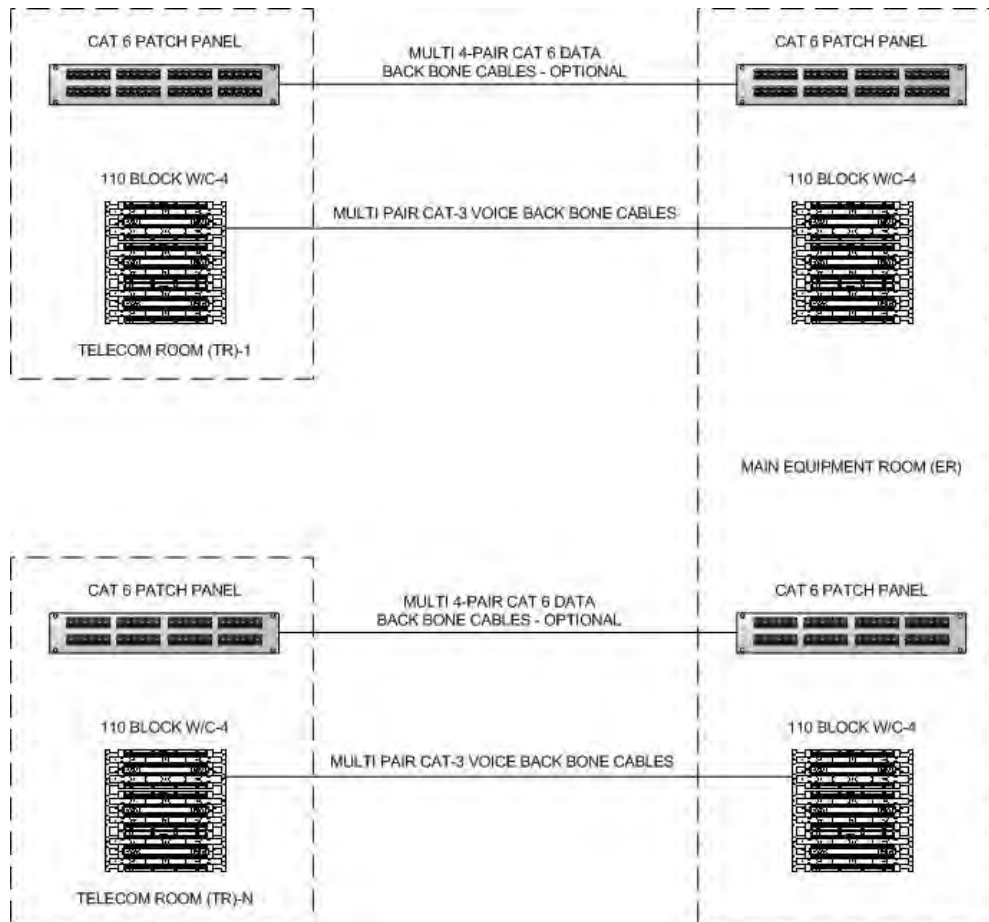 CAT 6 PATCH PANEL
MULTI 4-PAIR CAT 6 DATA
BACK BONE CABLES - OPTIONAL
CAT 6 PATCH PANEL
110 BLOCK W/C-4
MULTI PAIR CAT-3 VOICE BACK BONE CABLES
110 BLOCK W/C-4
TELECOM ROOM (TR)-1
MAIN EQUIPMENT ROOM (ER)
CAT 6 PATCH PANEL
MULTI 4-PAIR CAT 6 DATA
BACK BONE CABLES - OPTIONAL
CAT 6 PATCH PANEL
110 BLOCK W/C-4
MULTI PAIR CAT-3 VOICE BACK BONE CABLES
110 BLOCK W/C-4
TELECOM ROOM (TR)-N